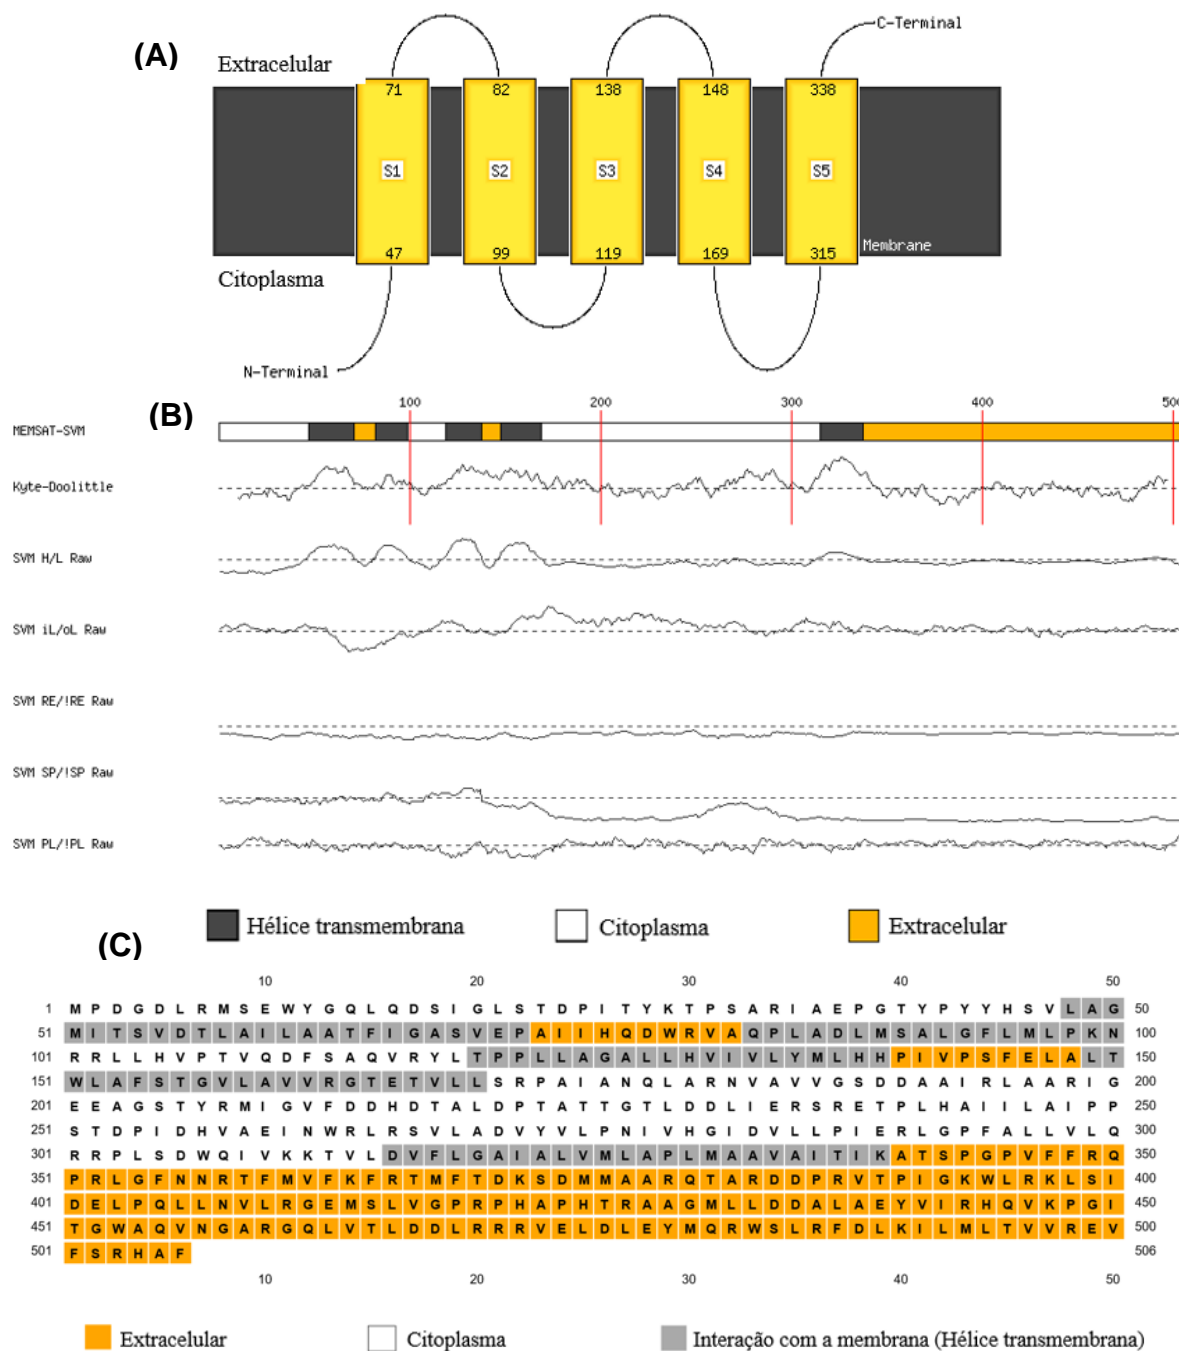 (A)
C-Terminal
Extracelular
71 82 138 148 338
S1 S2 S3 S4 S5
Membrane
47 99 119 169 315
Citoplasma
N-Terminal
(B)
100 200 300 400 500
MEMSAT-SVM
Kyte-Doolittle
SVM H/L Raw
SVM iL/oL Raw
SVM RE/!RE Raw
SVM SP/!SP Raw
SVM PL/!PL Raw
Hélice transmembrana Citoplasma Extracelular
(C)
10 20 30 40 50
1 M P D G D L R M S E W Y G Q L Q D S I G L S T D P I T Y K T P S A R I A E P G T Y P Y Y H S V L A G 50
51 M I T S V D T L A I L A A T F I G A S V E P A I I H Q D W R V A Q P L A D L M S A L G F L M L P K N 100
101 R R L L H V P T V Q D F S A Q V R Y L T P P L L A G A L L H V I V L Y M L H H P I V P S F E L A L T 150
151 W L A F S T G V L A V V R G T E T V L L S R P A I A N Q L A R N V A V V G S D D A A I R L A A R I G 200
201 E E A G S T Y R M I G V F D D H D T A L D P T A T T G T L D D L I E R S R E T P L H A I I L A I P P 250
251 S T D P I D H V A E I N W R L R S V L A D V Y V L P N I V H G I D V L L P I E R L G P F A L L V L Q 300
301 R R P L S D W Q I V K K T V L D V F L G A I A L V M L A P L M A A V A I T I K A T S P G P V F F R Q 350
351 P R L G F N N R T F M V F K F R T M F T D K S D M M A A R Q T A R D D P R V T P I G K W L R K L S I 400
401 D E L P Q L L N V L R G E M S L V G P R P H A P H T R A A G M L L D D A L A E Y V I R H Q V K P G I 450
451 T G W A Q V N G A R G Q L V T L D D L R R R V E L D L E Y M Q R W S L R F D L K I L M L T V V R E V 500
501 F S R H A F 506
10 20 30 40 50
Extracelular Citoplasma Interação com a membrana (Hélice transmembrana)